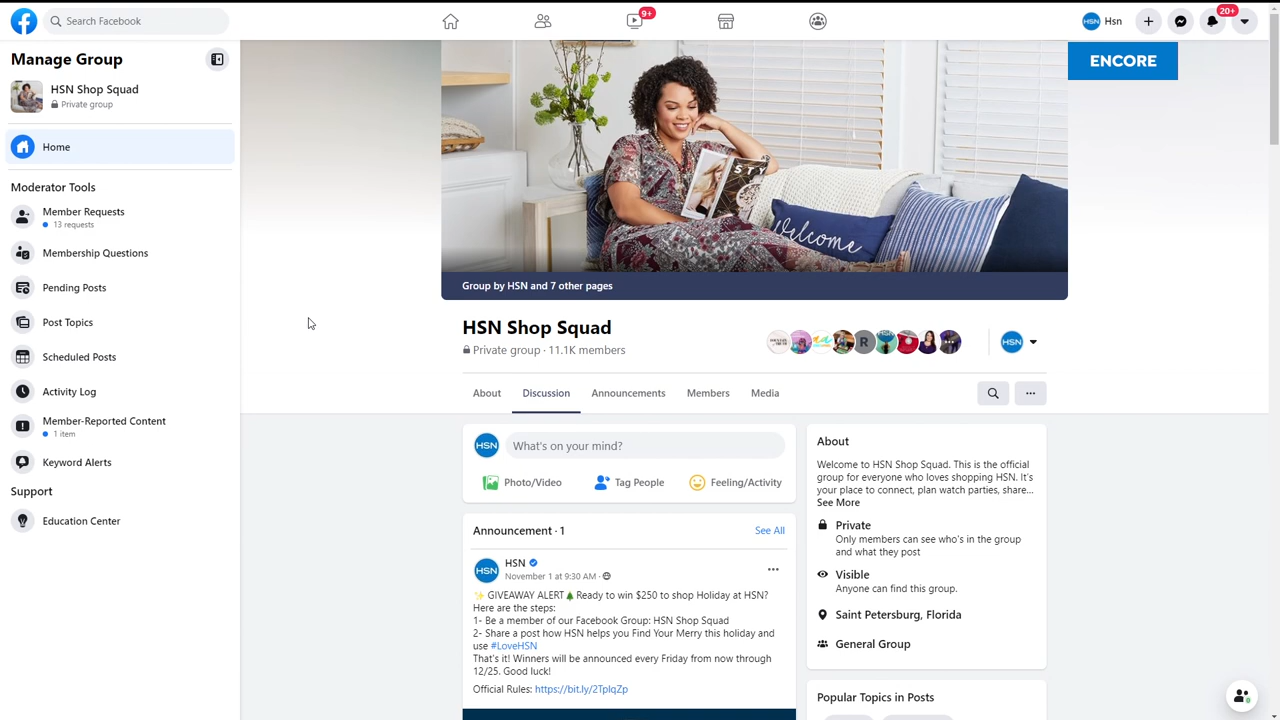 Search Facebook
9+
HSN
Hsn
20+
Manage Group
HSN Shop Squad
Private group
Home
Moderator Tools
Member Requests
13 requests
Membership Questions
Pending Posts
Post Topics
Scheduled Posts
Activity Log
Member-Reported Content
1 item
Keyword Alerts
Support
Education Center
ENCORE
STY
welcome
Group by HSN and 7 other pages
HSN Shop Squad
Private group · 11.1K members
R
HSN
About
Discussion
Announcements
Members
Media
HSN
What's on your mind?
Photo/Video
Tag People
Feeling/Activity
Announcement · 1
See All
HSN
HSN
November 1 at 9:30 AM ·
GIVEAWAY ALERT Ready to win $250 to shop Holiday at HSN?
Here are the steps:
1- Be a member of our Facebook Group: HSN Shop Squad
2- Share a post how HSN helps you Find Your Merry this holiday and
use #LoveHSN
That's it! Winners will be announced every Friday from now through
12/25. Good luck!
Official Rules: https://bit.ly/2TplqZp
About
Welcome to HSN Shop Squad. This is the official
group for everyone who loves shopping HSN. It's
your place to connect, plan watch parties, share...
See More
Private
Only members can see who's in the group
and what they post
Visible
Anyone can find this group.
Saint Petersburg, Florida
General Group
Popular Topics in Posts